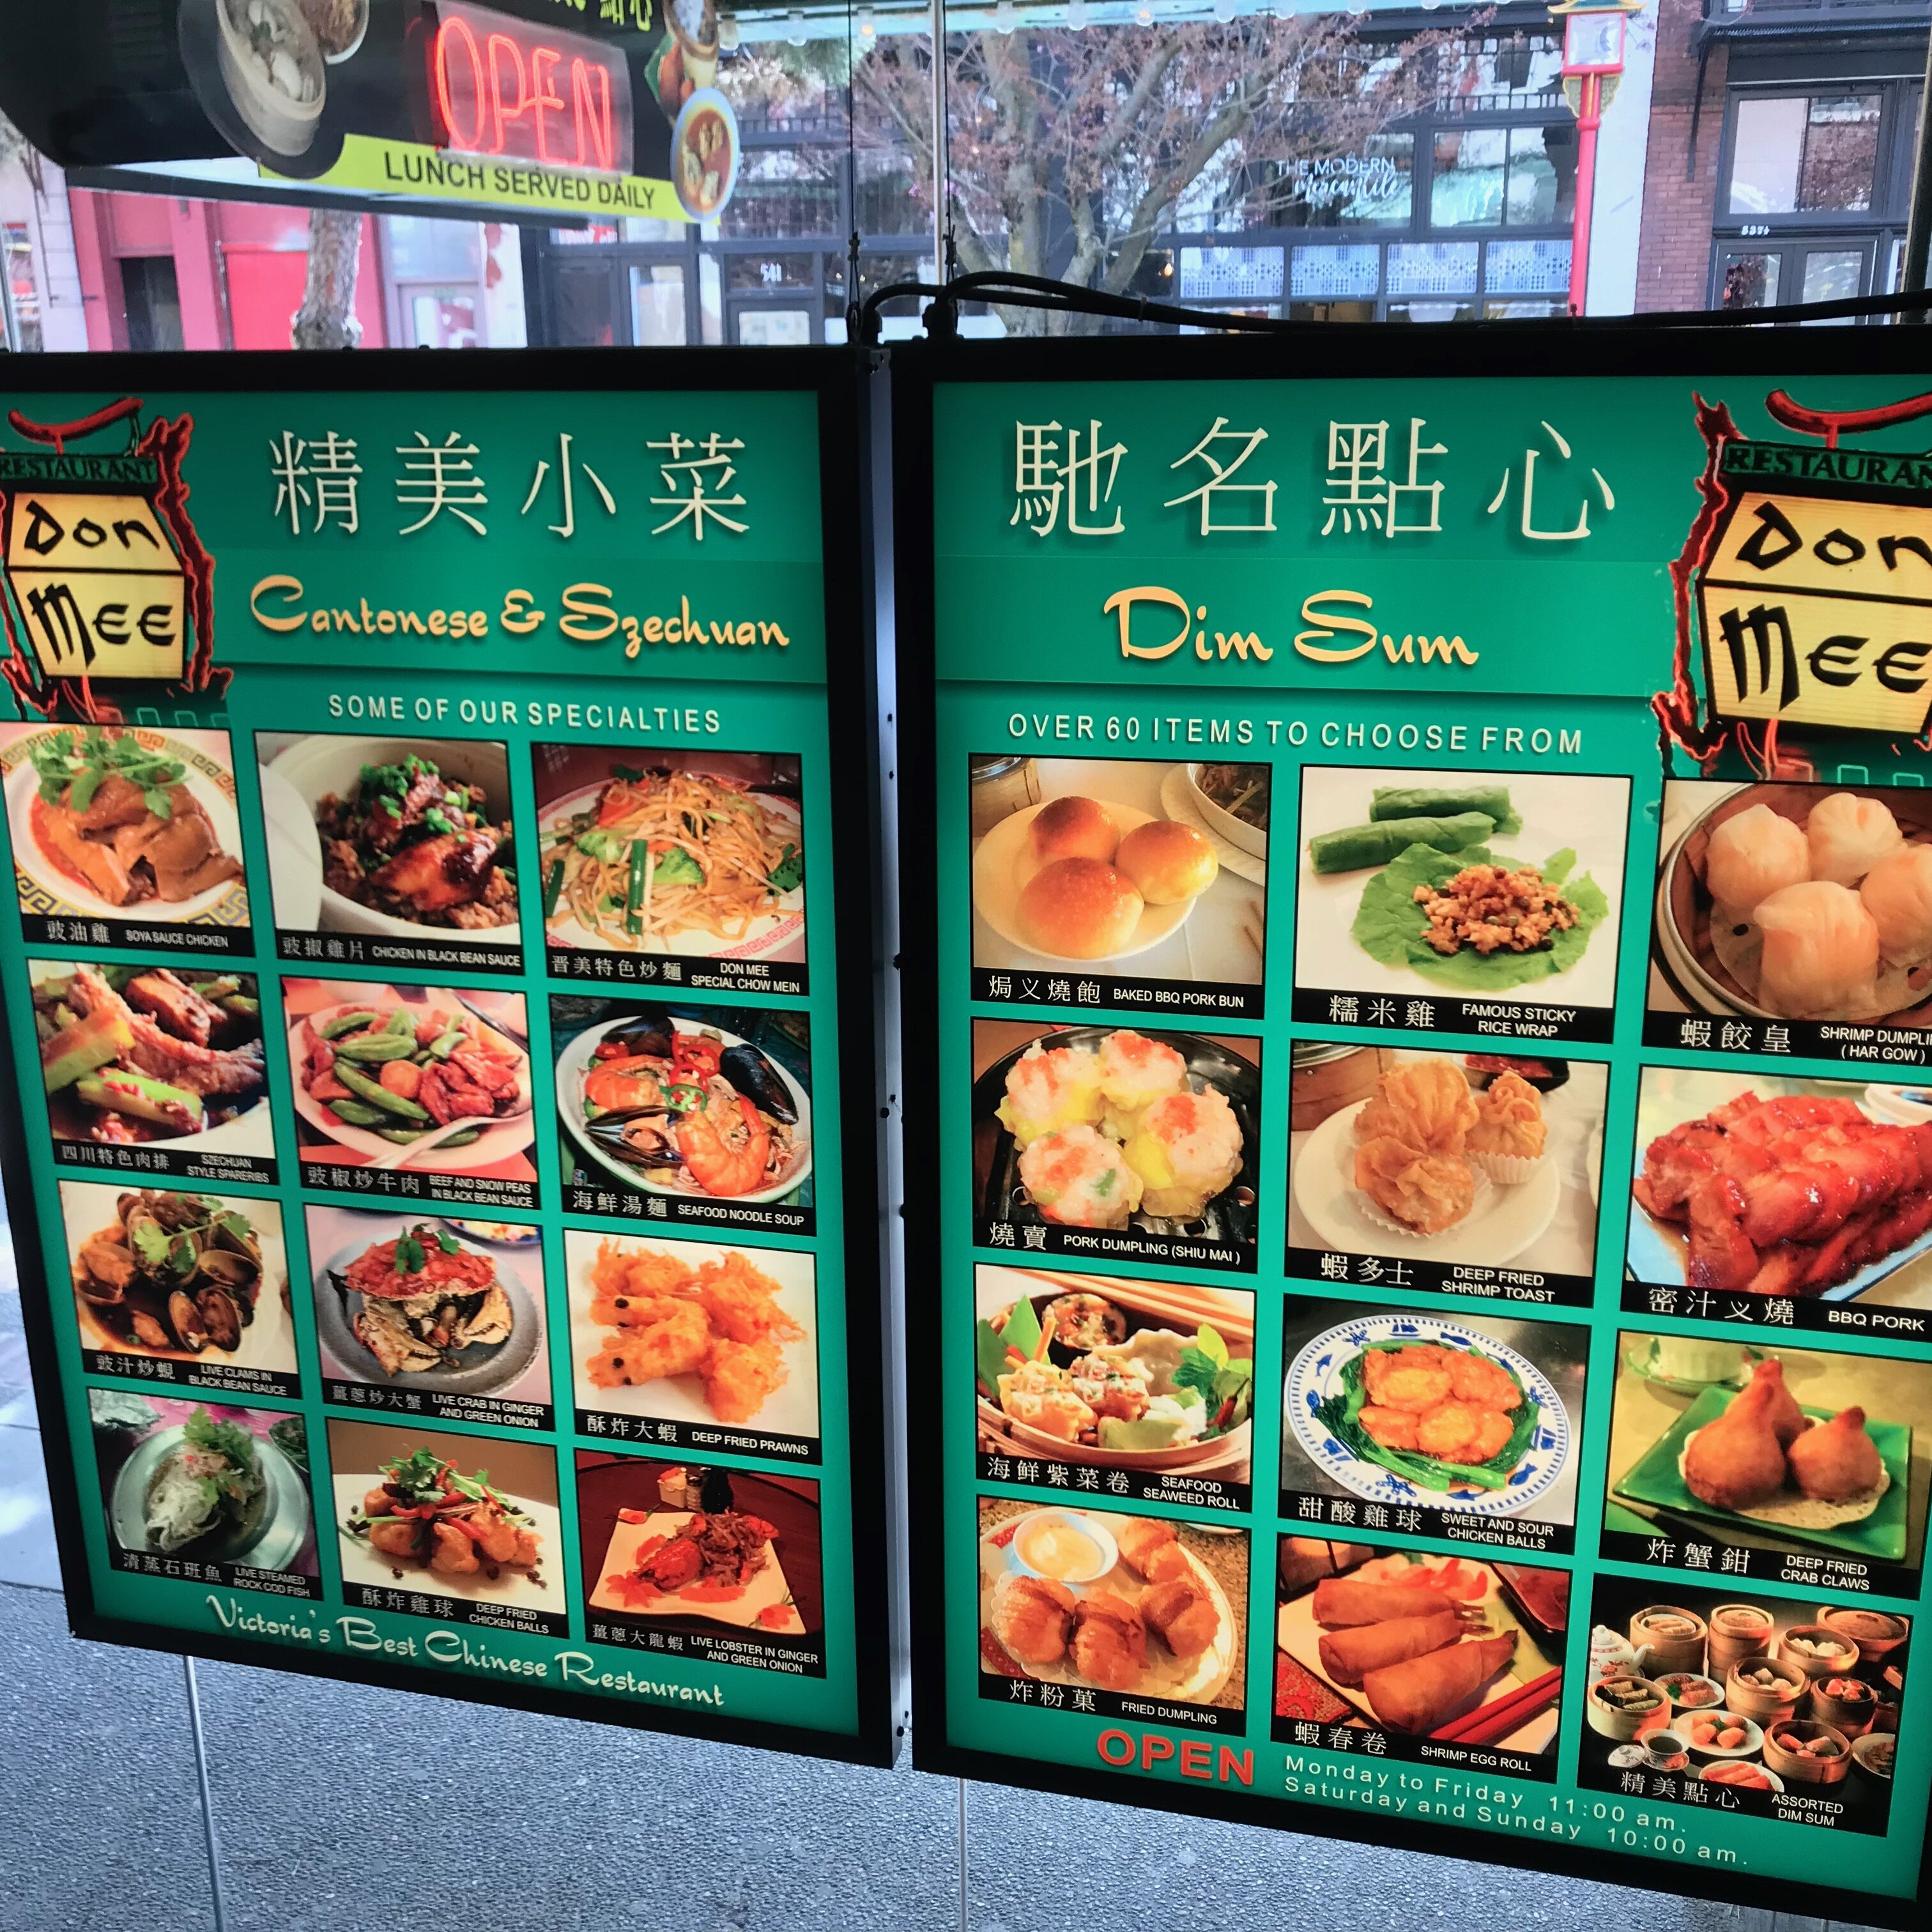 點心
OPEN
LUNCH SERVED DAILY
THE MODERN
mercantile
541
RESTAURANT
Don
Mee
精美小菜
Cantonese & Szechuan
SOME OF OUR SPECIALTIES
豉油雞 SOYA SAUCE CHICKEN
豉椒雞片 CHICKEN IN BLACK BEAN SAUCE
晋美特色炒麵 DON MEE
SPECIAL CHOW MEIN
四川特色肉排 SZECHUAN
STYLE SPARERIBS
豉椒炒牛肉 BEEF AND SNOW PEAS
IN BLACK BEAN SAUCE
海鮮湯麵 SEAFOOD NOODLE SOUP
豉汁炒蜆 LIVE CLAMS IN
BLACK BEAN SAUCE
薑蔥炒大蟹 LIVE CRAB IN GINGER
AND GREEN ONION
酥炸大蝦 DEEP FRIED PRAWNS
清蒸石班魚 LIVE STEAMED
ROCK COD FISH
酥炸雞球 DEEP FRIED
CHICKEN BALLS
薑蔥大龍蝦 LIVE LOBSTER IN GINGER
AND GREEN ONION
Victoria's Best Chinese Restaurant
馳名點心
Dim Sum
OVER 60 ITEMS TO CHOOSE FROM
RESTAURAN
Don
Mee
焗义燒飽 BAKED BBQ PORK BUN
糯米雞 FAMOUS STICKY
RICE WRAP
蝦餃皇 SHRIMP DUMPLI
( HAR GOW )
燒賣 PORK DUMPLING (SHIU MAI )
蝦多士 DEEP FRIED
SHRIMP TOAST
密汁义燒 BBQ PORK
海鮮紫菜卷 SEAFOOD
SEAWEED ROLL
甜酸雞球 SWEET AND SOUR
CHICKEN BALLS
炸蟹鉗 DEEP FRIED
CRAB CLAWS
炸粉菓 FRIED DUMPLING
蝦春卷 SHRIMP EGG ROLL
精美點心 ASSORTED
DIM SUM
OPEN
Monday to Friday 11:00 am.
Saturday and Sunday 10:00 am.